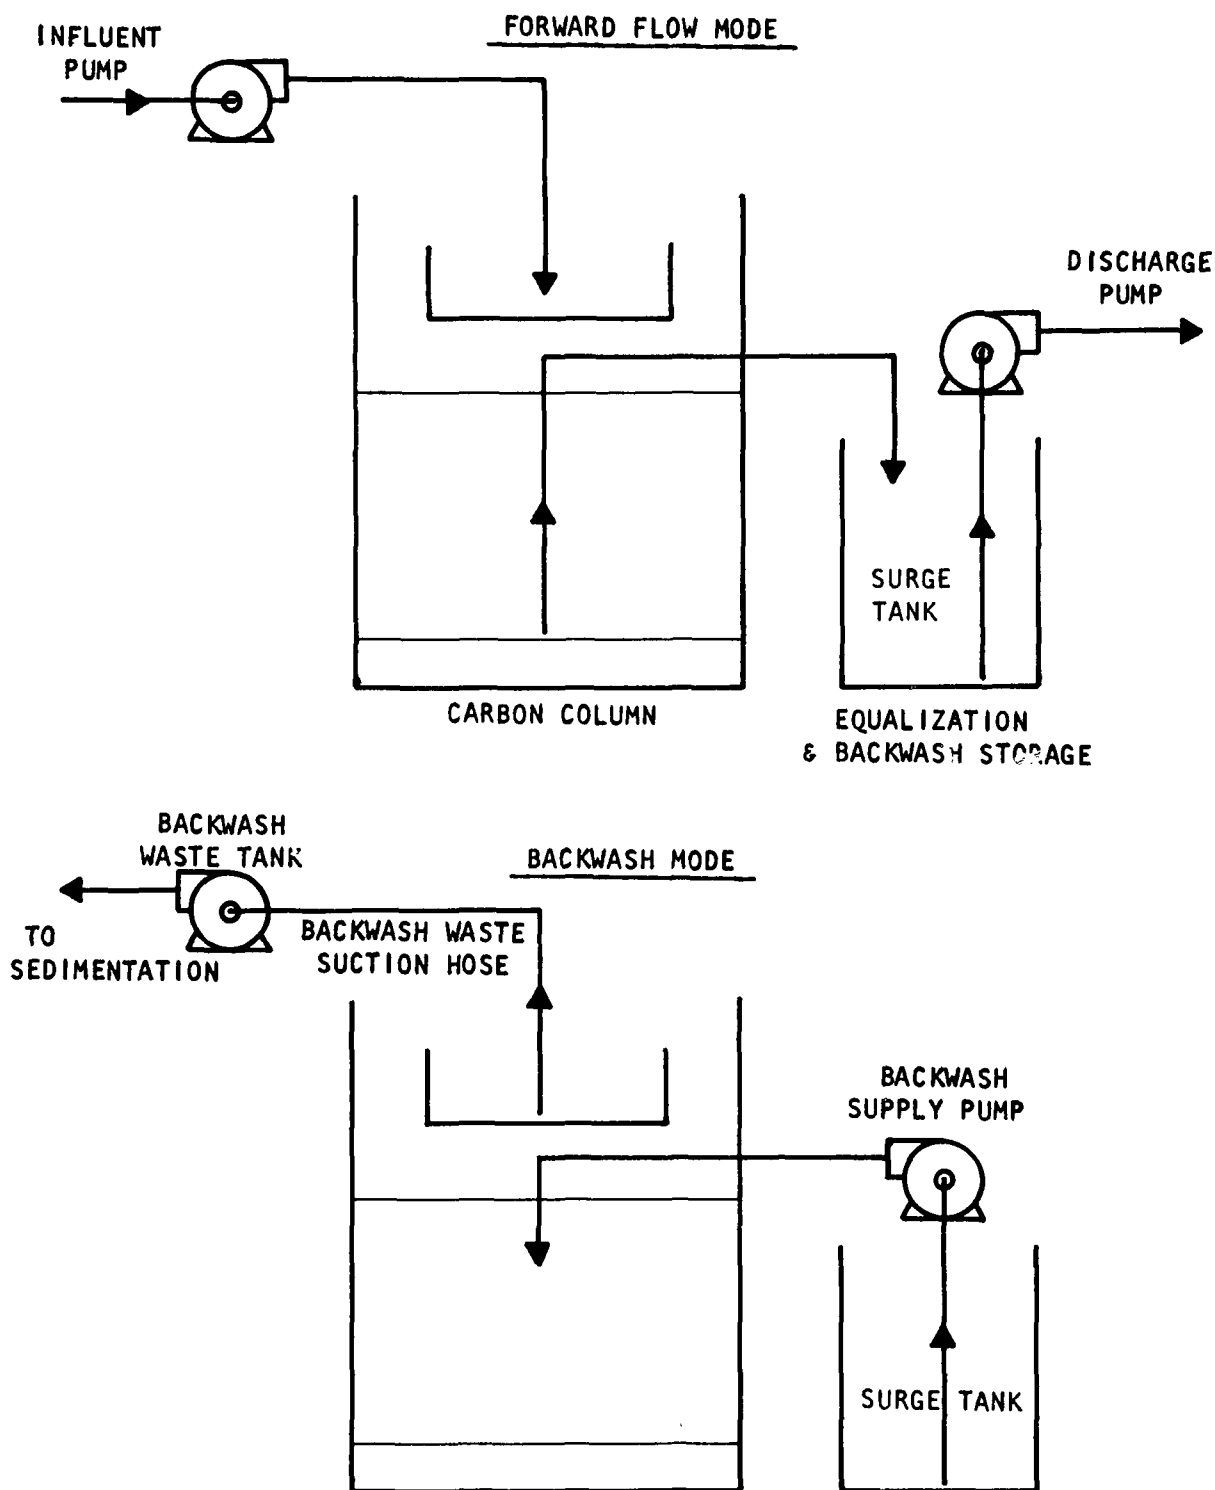 FORWARD FLOW MODE
INFLUENT
PUMP
DISCHARGE
PUMP
SURGE
TANK
CARBON COLUMN
EQUALIZATION
& BACKWASH STORAGE
BACKWASH
WASTE TANK
BACKWASH MODE
TO
SEDIMENTATION
BACKWASH WASTE
SUCTION HOSE
BACKWASH
SUPPLY PUMP
SURGE TANK